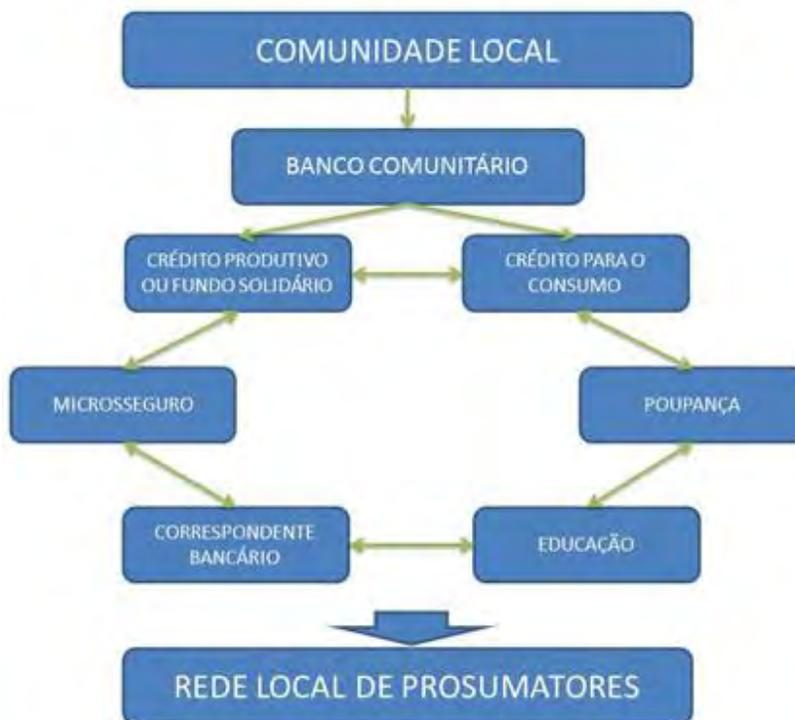 COMUNIDADE LOCAL
BANCO COMUNITÁRIO
CRÉDITO PRODUTIVO
OU FUNDO SOLIDÁRIO
CRÉDITO PARA O
CONSUMO
MICROSSEGURO
POUPANÇA
CORRESPONDENTE
BANCÁRIO
EDUCAÇÃO
REDE LOCAL DE PROSUMATORES